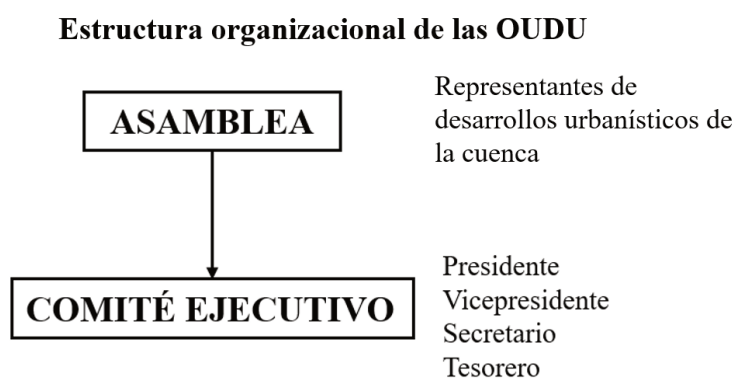 Estructura organizacional de las OUDU
ASAMBLEA
Representantes de
desarrollos urbanísticos de
la cuenca
COMITÉ EJECUTIVO
Presidente
Vicepresidente
Secretario
Tesorero